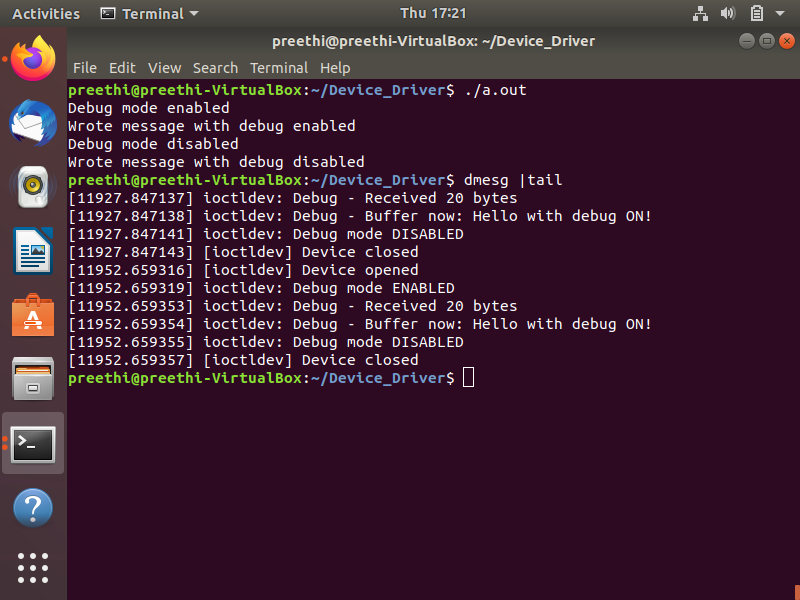 Activities Terminal Thu 17:21
preethi@preethi-VirtualBox: ~/Device_Driver
File Edit View Search Terminal Help
preethi@preethi-VirtualBox:~/Device_Driver$ ./a.out
Debug mode enabled
Wrote message with debug enabled
Debug mode disabled
Wrote message with debug disabled
preethi@preethi-VirtualBox:~/Device_Driver$ dmesg |tail
[11927.847137] ioctldev: Debug - Received 20 bytes
[11927.847138] ioctldev: Debug - Buffer now: Hello with debug ON!
[11927.847141] ioctldev: Debug mode DISABLED
[11927.847143] [ioctldev] Device closed
[11952.659316] [ioctldev] Device opened
[11952.659319] ioctldev: Debug mode ENABLED
[11952.659353] ioctldev: Debug - Received 20 bytes
[11952.659354] ioctldev: Debug - Buffer now: Hello with debug ON!
[11952.659355] ioctldev: Debug mode DISABLED
[11952.659357] [ioctldev] Device closed
preethi@preethi-VirtualBox:~/Device_Driver$